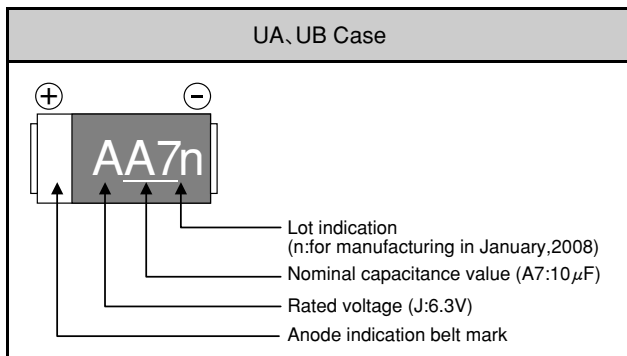 UA、UB Case
⊕ ⊖
AA7n
Lot indication
(n:for manufacturing in January,2008)
Nominal capacitance value (A7:10μF)
Rated voltage (J:6.3V)
Anode indication belt mark